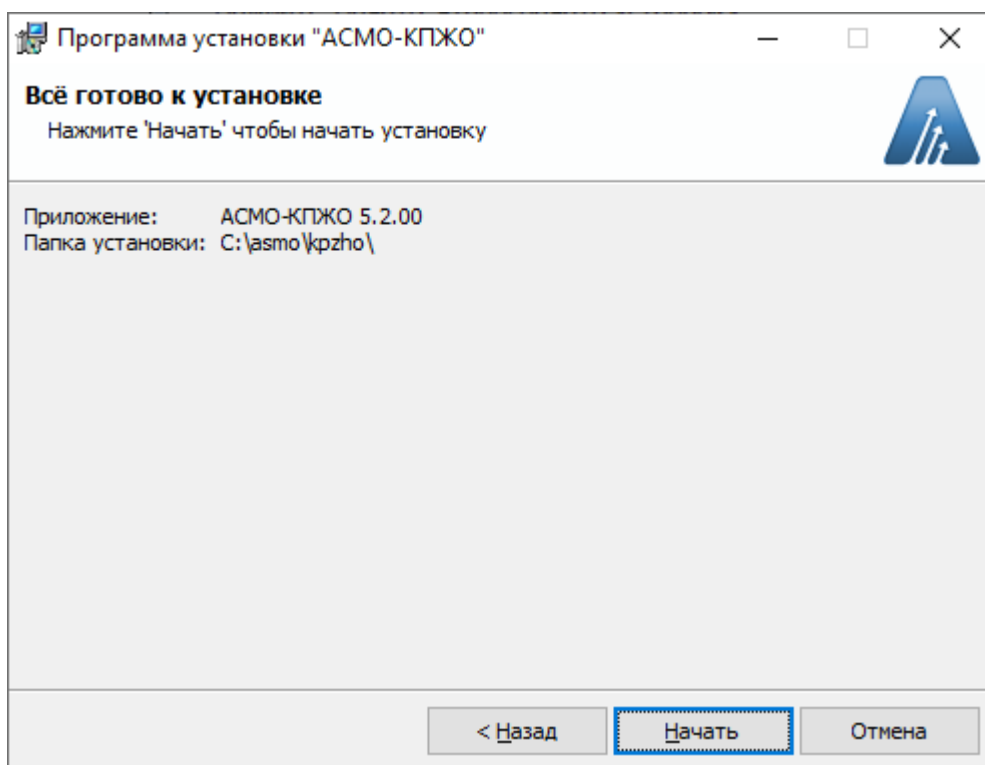 Программа установки "АСМО-КПЖО"
Всё готово к установке
Нажмите 'Начать' чтобы начать установку
Приложение: АСМО-КПЖО 5.2.00
Папка установки: C:\asmo\kpzho\
< Назад
Начать
Отмена